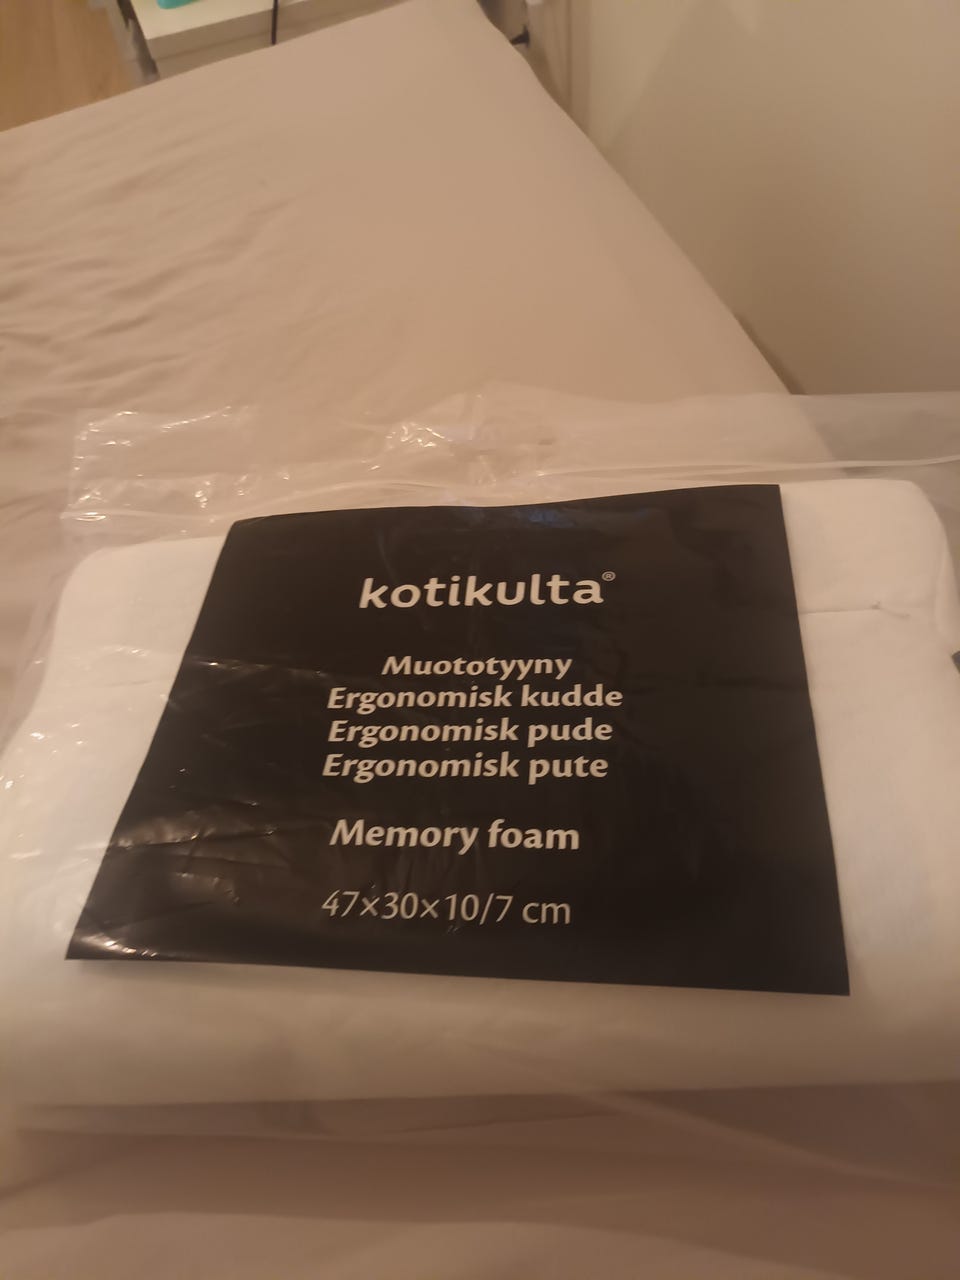 kotikulta®
Muototyyny
Ergonomisk kudde
Ergonomisk pude
Ergonomisk pute
Memory foam
47×30×10/7 cm